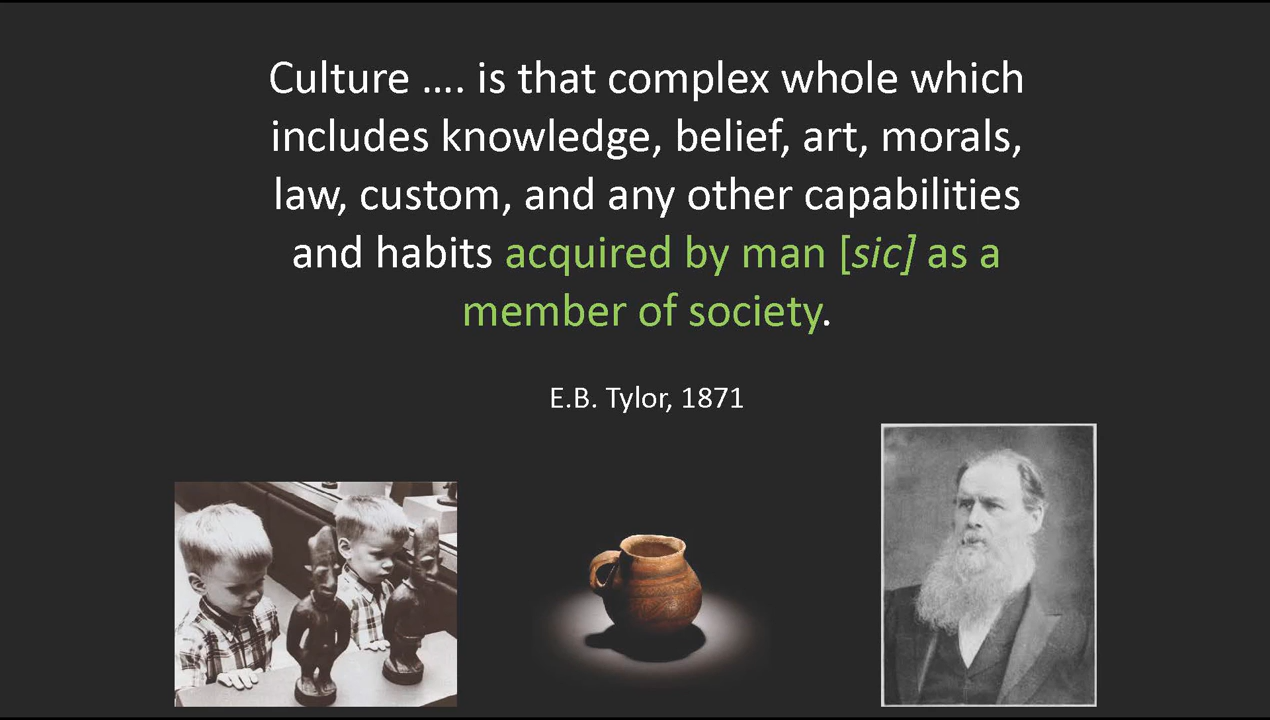 Culture .... is that complex whole which
includes knowledge, belief, art, morals,
law, custom, and any other capabilities
and habits acquired by man [sic] as a
member of society.
E.B. Tylor, 1871